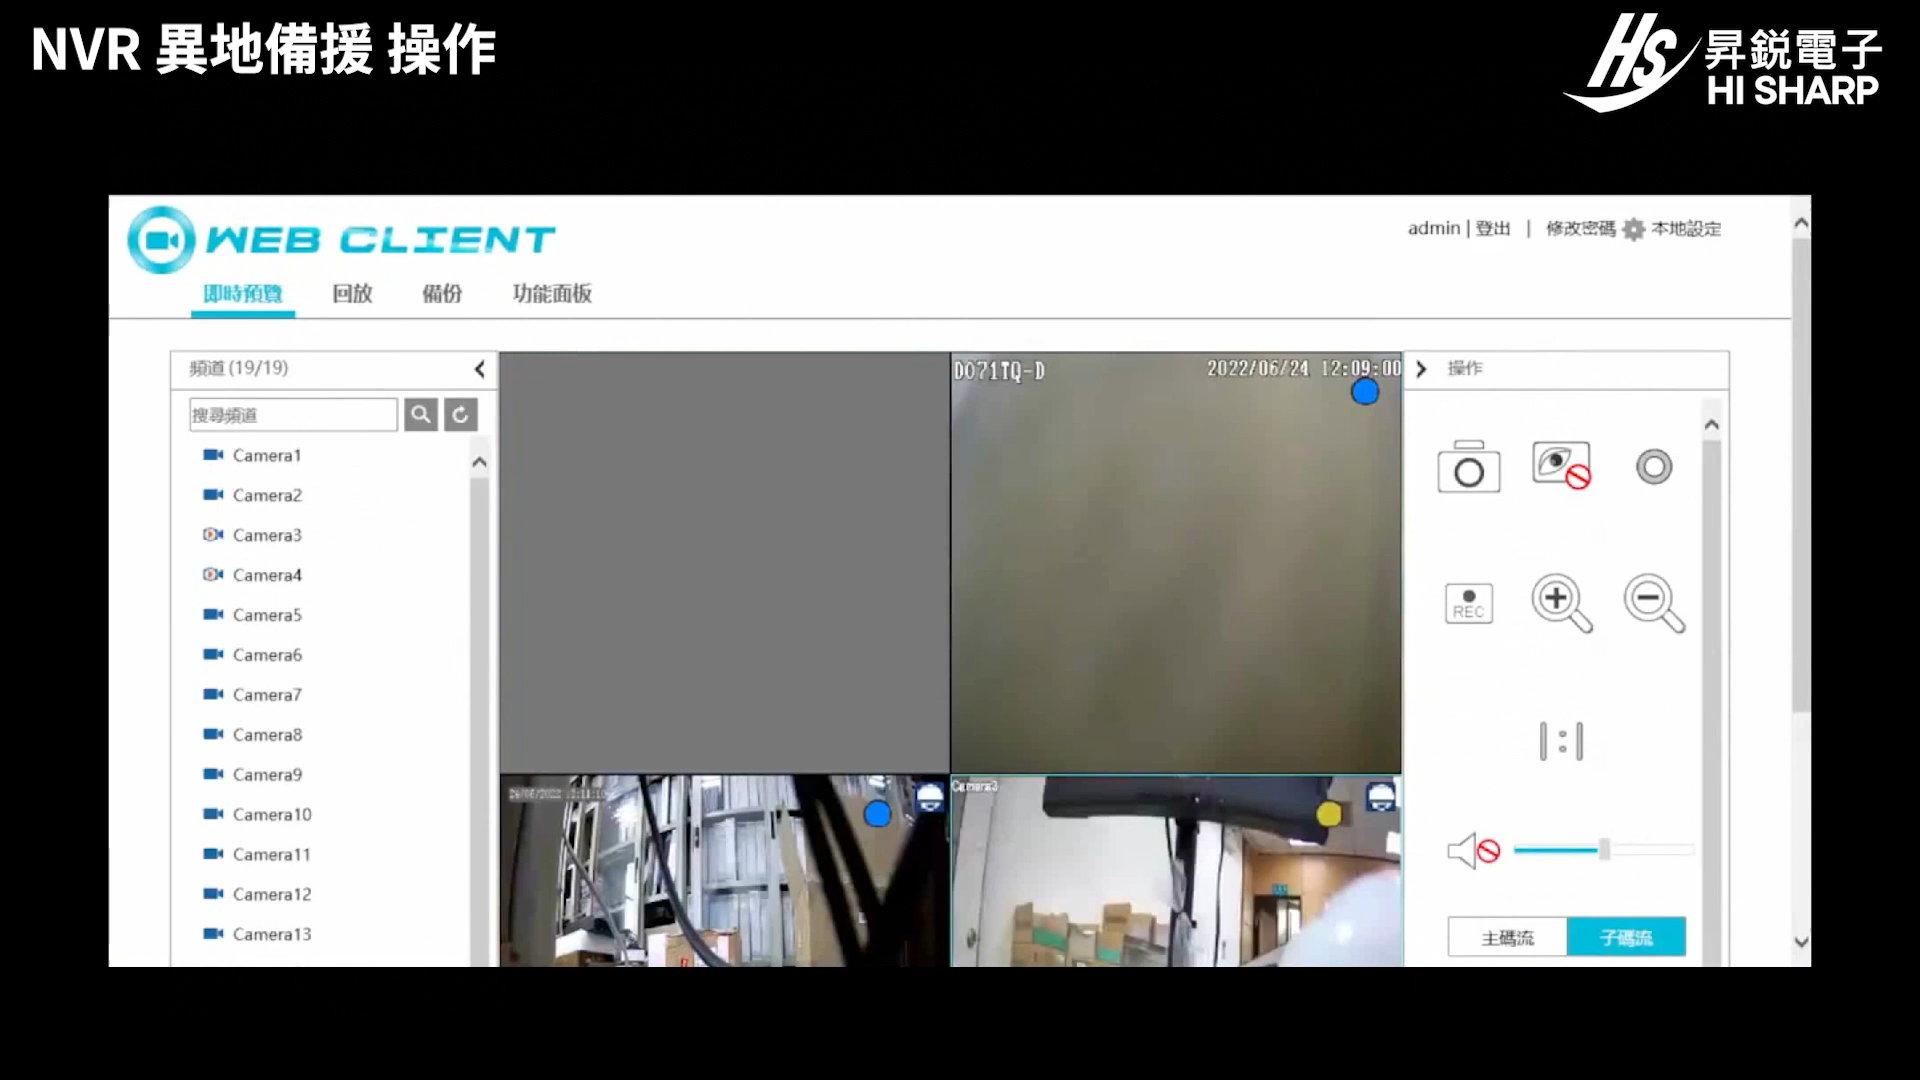 NVR 異地備援 操作
HS 昇銳電子
HI SHARP
WEB CLIENT
admin | 登出 | 修改密碼 本地設定
即時預覽 回放 備份 功能面板
頻道 (19/19)
搜尋頻道
Camera1
Camera2
Camera3
Camera4
Camera5
Camera6
Camera7
Camera8
Camera9
Camera10
Camera11
Camera12
Camera13
D071TQ-D 2022/06/24 12:09:00
Camera3
操作
REC
主碼流 子碼流